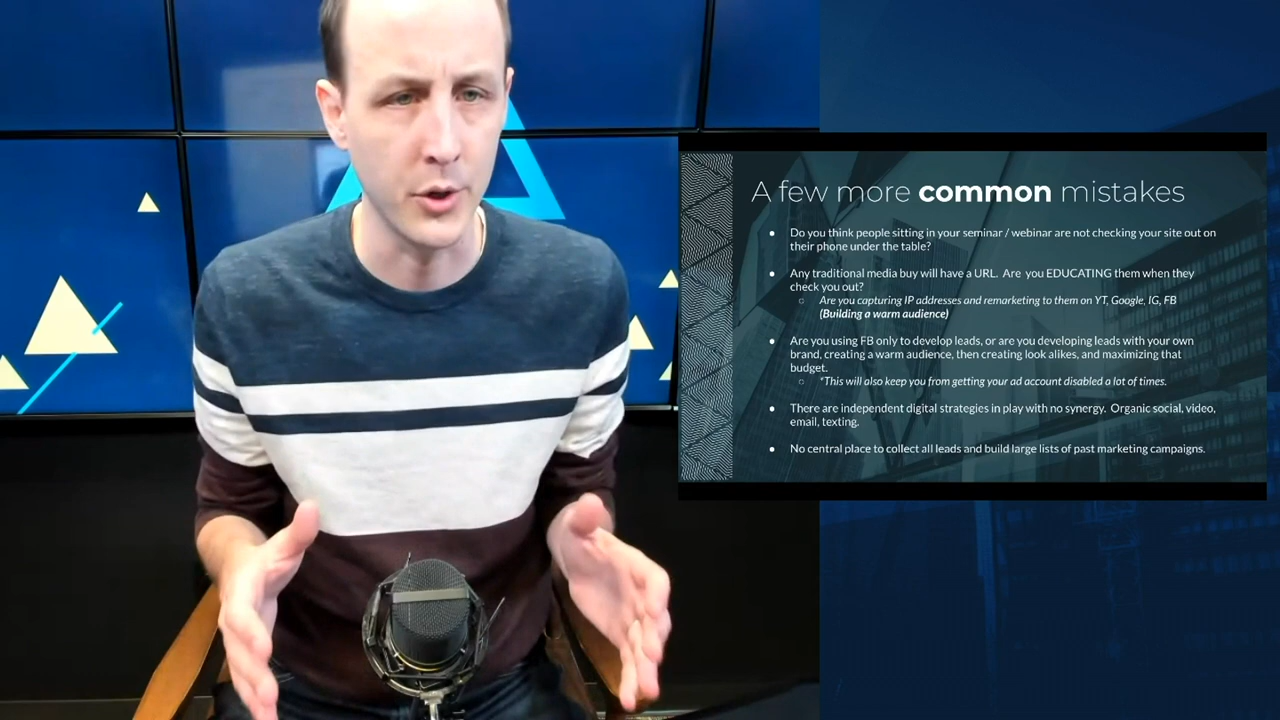 A few more common mistakes
Do you think people sitting in your seminar / webinar are not checking your site out on
their phone under the table?
Any traditional media buy will have a URL. Are you EDUCATING them when they
check you out?
Are you capturing IP addresses and remarketing to them on YT, Google, IG, FB
(Building a warm audience)
Are you using FB only to develop leads, or are you developing leads with your own
brand, creating a warm audience, then creating look alikes, and maximizing that
budget.
*This will also keep you from getting your ad account disabled a lot of times.
There are independent digital strategies in play with no synergy. Organic social, video,
email, texting.
No central place to collect all leads and build large lists of past marketing campaigns.